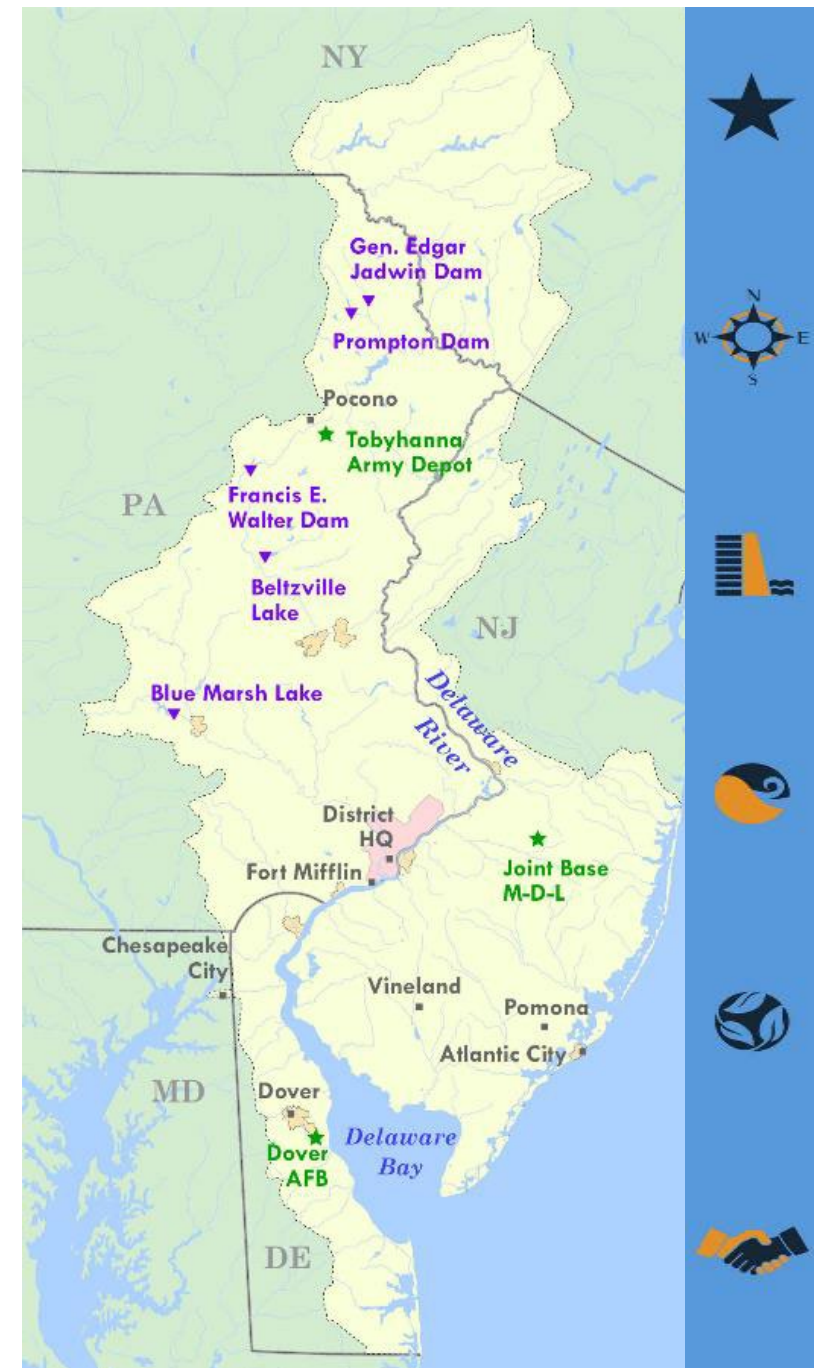 NY
N
W
E
S
Gen. Edgar
Jadwin Dam
Prompton Dam
Pocono
Tobyhanna
Army Depot
PA
Francis E.
Walter Dam
Beltzville
Lake
NJ
Blue Marsh Lake
Delaware
River
District
HQ
Fort Mifflin
Joint Base
M-D-L
Chesapeake
City
Vineland
Pomona
Atlantic City
MD
Dover
Delaware
Bay
Dover
AFB
DE